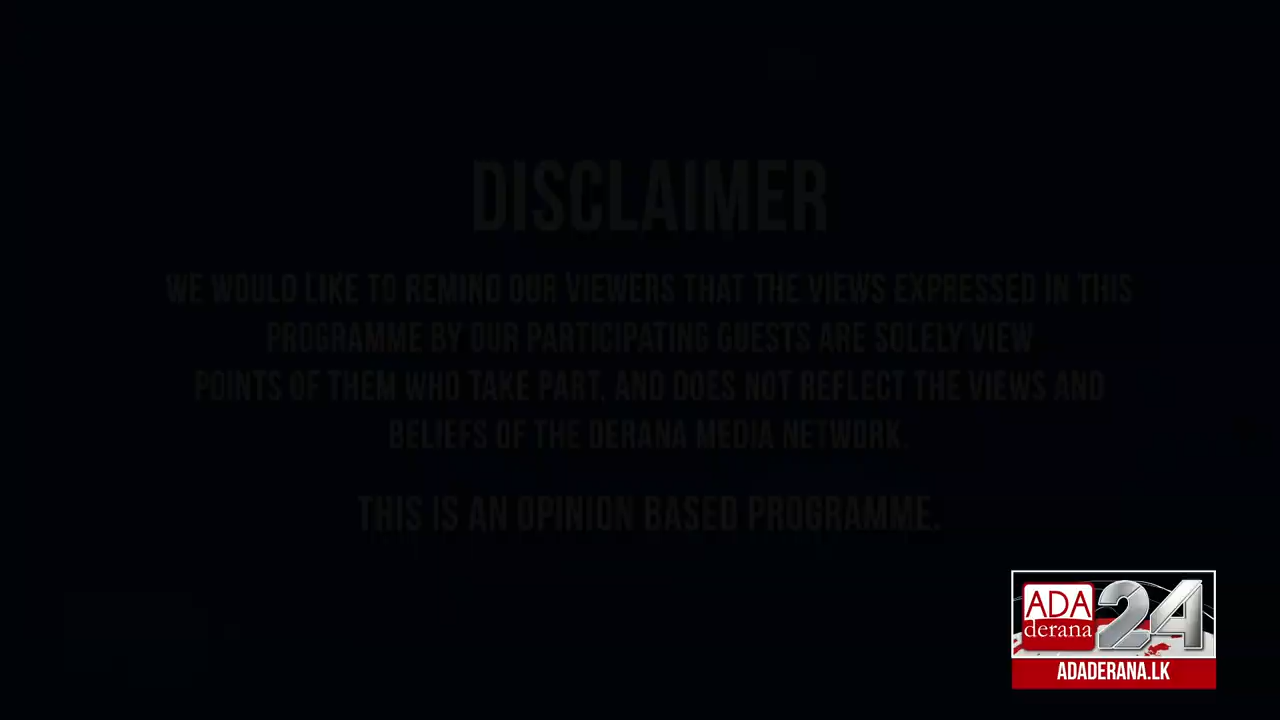 DISCLAIMER
WE WOULD LIKE TO REMIND OUR VIEWERS THAT THE VIEWS EXPRESSED IN THIS
PROGRAMME BY OUR PARTICIPATING GUESTS ARE SOLELY VIEW
POINTS OF THEM WHO TAKE PART, AND DOES NOT REFLECT THE VIEWS AND
BELIEFS OF THE DERANA MEDIA NETWORK.
THIS IS AN OPINION BASED PROGRAMME.
ADA
derana
24
ADADERANA.LK